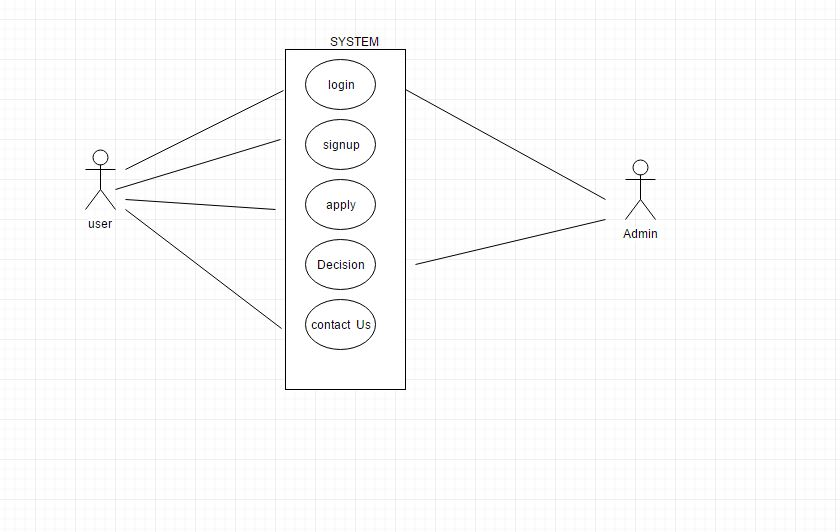 SYSTEM
login
signup
apply
Decision
contact Us
user
Admin